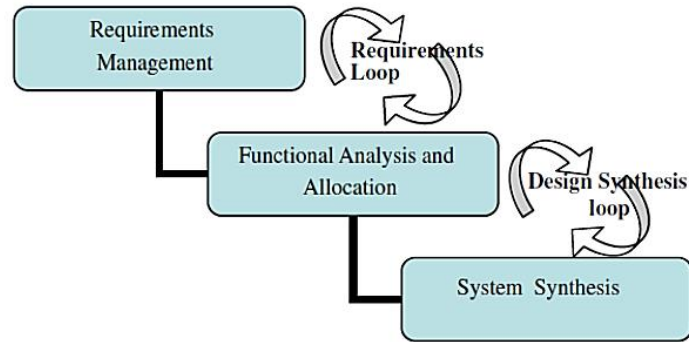 Requirements
Management
Requirements
Loop
Functional Analysis and
Allocation
Design Synthesis
loop
System Synthesis